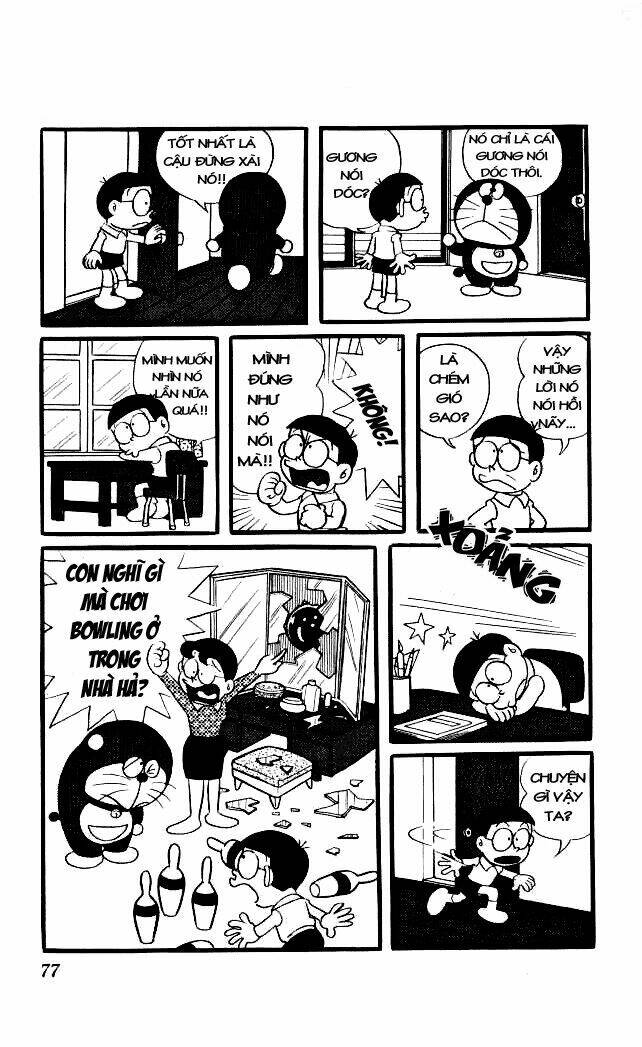 NÓ CHỈ LÀ CÁI
GƯƠNG NÓI
DÓC THÔI.
GƯƠNG
NÓI
DÓC?
TỐT NHẤT LÀ
CẬU ĐỪNG XÀI
NÓ!!
VẬY
NHỮNG
LỜI NÓ
NÓI HỒI
NÃY...
LÀ
CHÉM
GIÓ
SAO?
KHÔNG!
MÌNH
ĐÚNG
NHƯ
NÓ
NÓI
MÀ!!
MÌNH MUỐN
NHÌN NÓ
LẦN NỮA
QUÁ!!
XOẢNG
CHUYỆN
GÌ VẬY
TA?
CON NGHĨ GÌ
MÀ CHƠI
BOWLING Ở
TRONG
NHÀ HẢ?
77